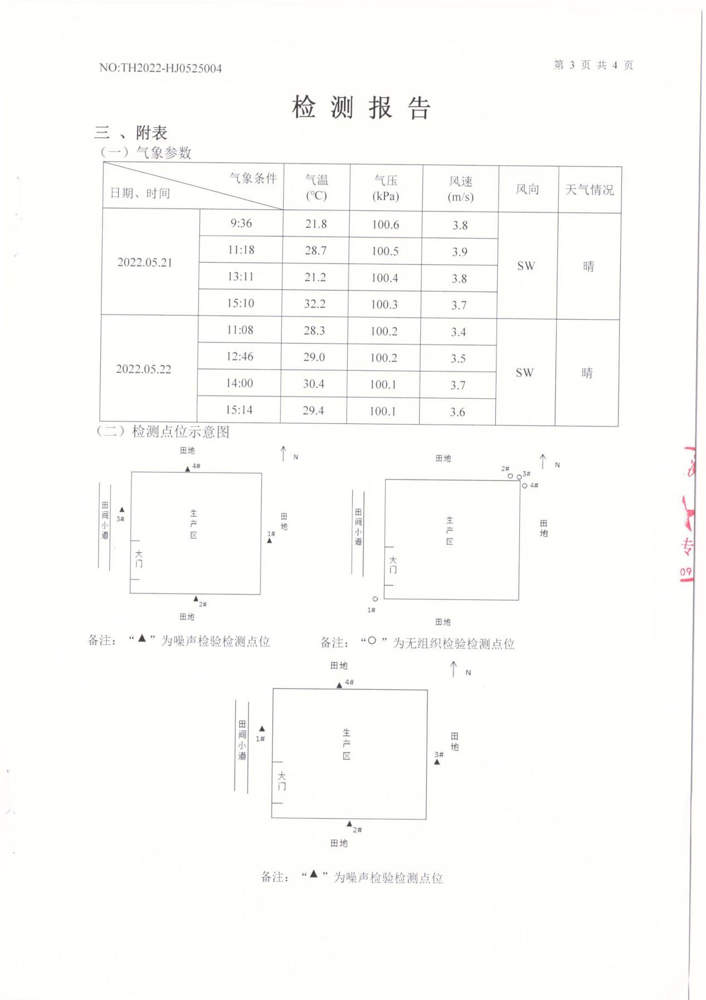 NO:TH2022-HJ0525004
第 3 页 共 4 页
检 测 报 告
三 、附表
（一）气象参数
气象条件
日期、时间
气温
(℃)
气压
(kPa)
风速
(m/s)
风向
天气情况
2022.05.21
9:36 21.8 100.6 3.8
11:18 28.7 100.5 3.9
13:11 21.2 100.4 3.8
15:10 32.2 100.3 3.7
SW
晴
2022.05.22
11:08 28.3 100.2 3.4
12:46 29.0 100.2 3.5
14:00 30.4 100.1 3.7
15:14 29.4 100.1 3.6
SW
晴
（二）检测点位示意图
田地
N
▲ 4#
田间小道
▲
3#
生产区
田地
1#
▲
大门
▲ 2#
田地
备注：“▲”为噪声检验检测点位
田地
N
2#
3#
4#
田间小道
生产区
田地
大门
1#
田地
备注：“○ ”为无组织检验检测点位
田地
N
▲ 4#
田间小道
▲
1#
生产区
田地
3#
▲
大门
▲ 2#
田地
备注：“▲ ”为噪声检验检测点位
专
09